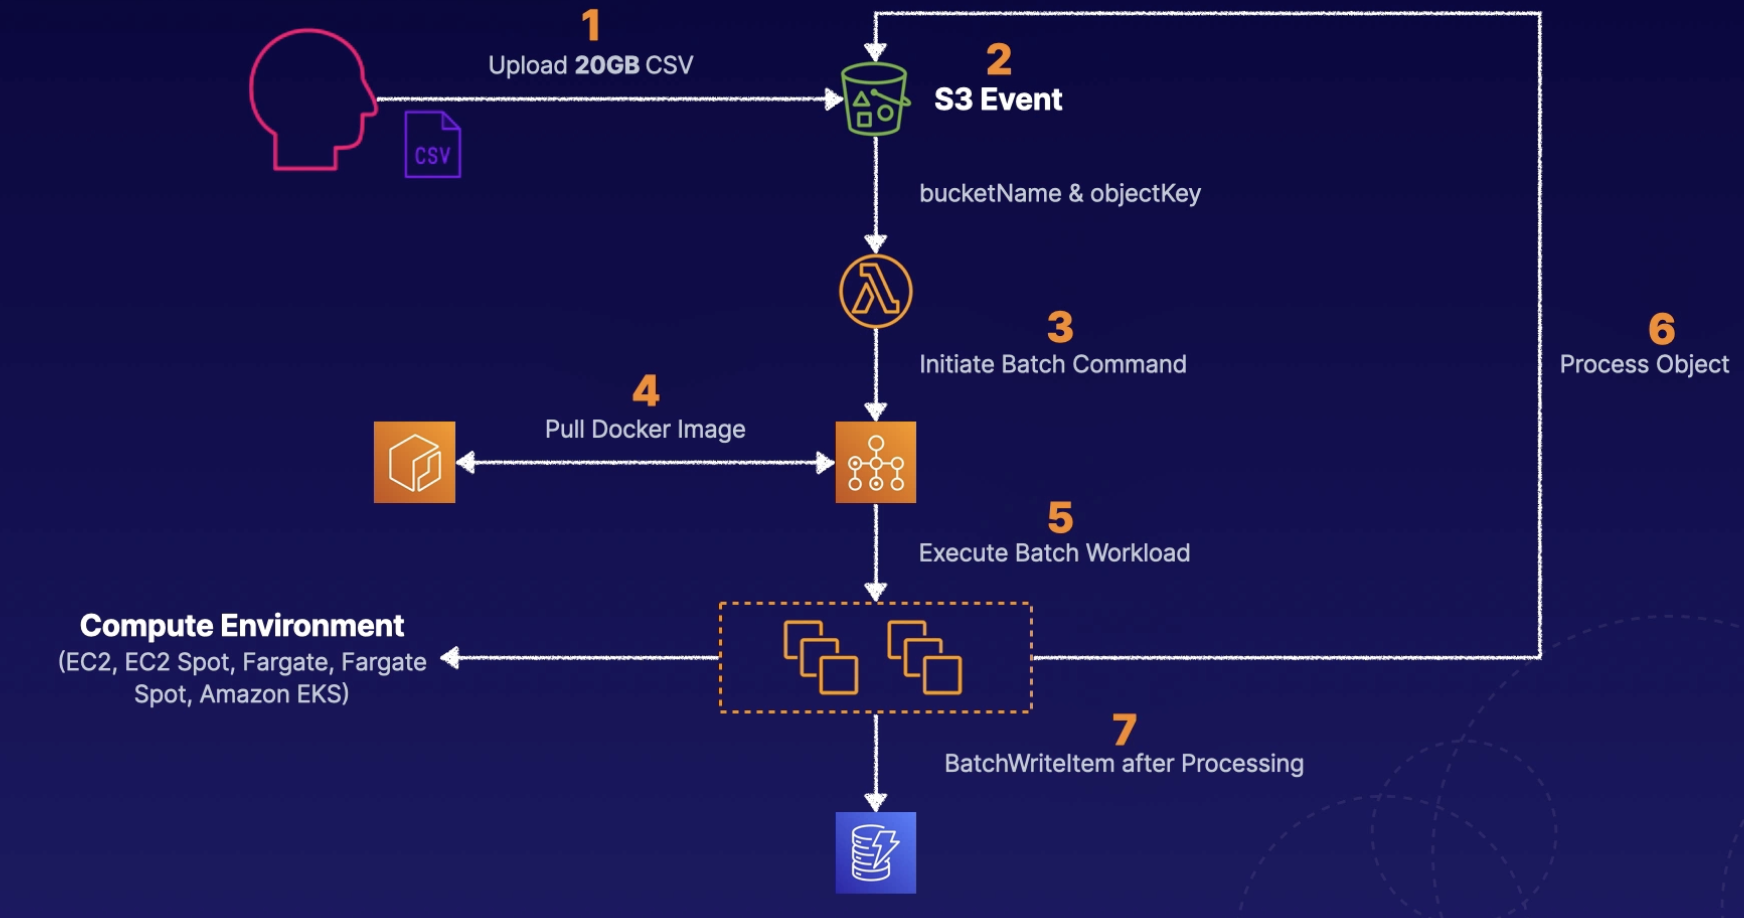 1
Upload 20GB CSV
CSV
2
S3 Event
bucketName & objectKey
3
Initiate Batch Command
4
Pull Docker Image
5
Execute Batch Workload
6
Process Object
Compute Environment
(EC2, EC2 Spot, Fargate, Fargate
Spot, Amazon EKS)
7
BatchWriteItem after Processing